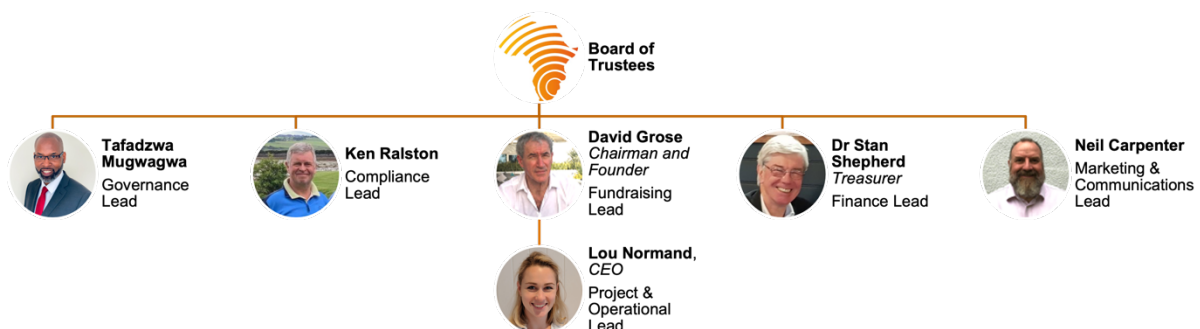 Board of
Trustees
Tafadzwa
Mugwagwa
Governance
Lead
Ken Ralston
Compliance
Lead
David Grose
Chairman and
Founder
Fundraising
Lead
Dr Stan
Shepherd
Treasurer
Finance Lead
Neil Carpenter
Marketing &
Communications
Lead
Lou Normand,
CEO
Project &
Operational
Lead